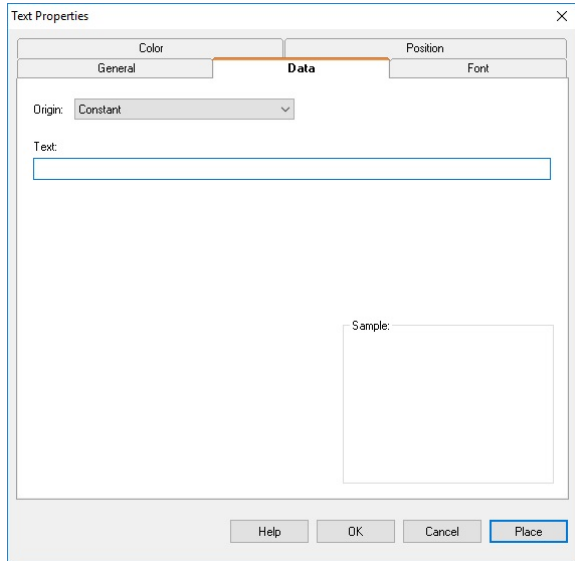 Text Properties
Color Position
General Data Font
Origin: Constant
Text:
Sample:
Help OK Cancel Place